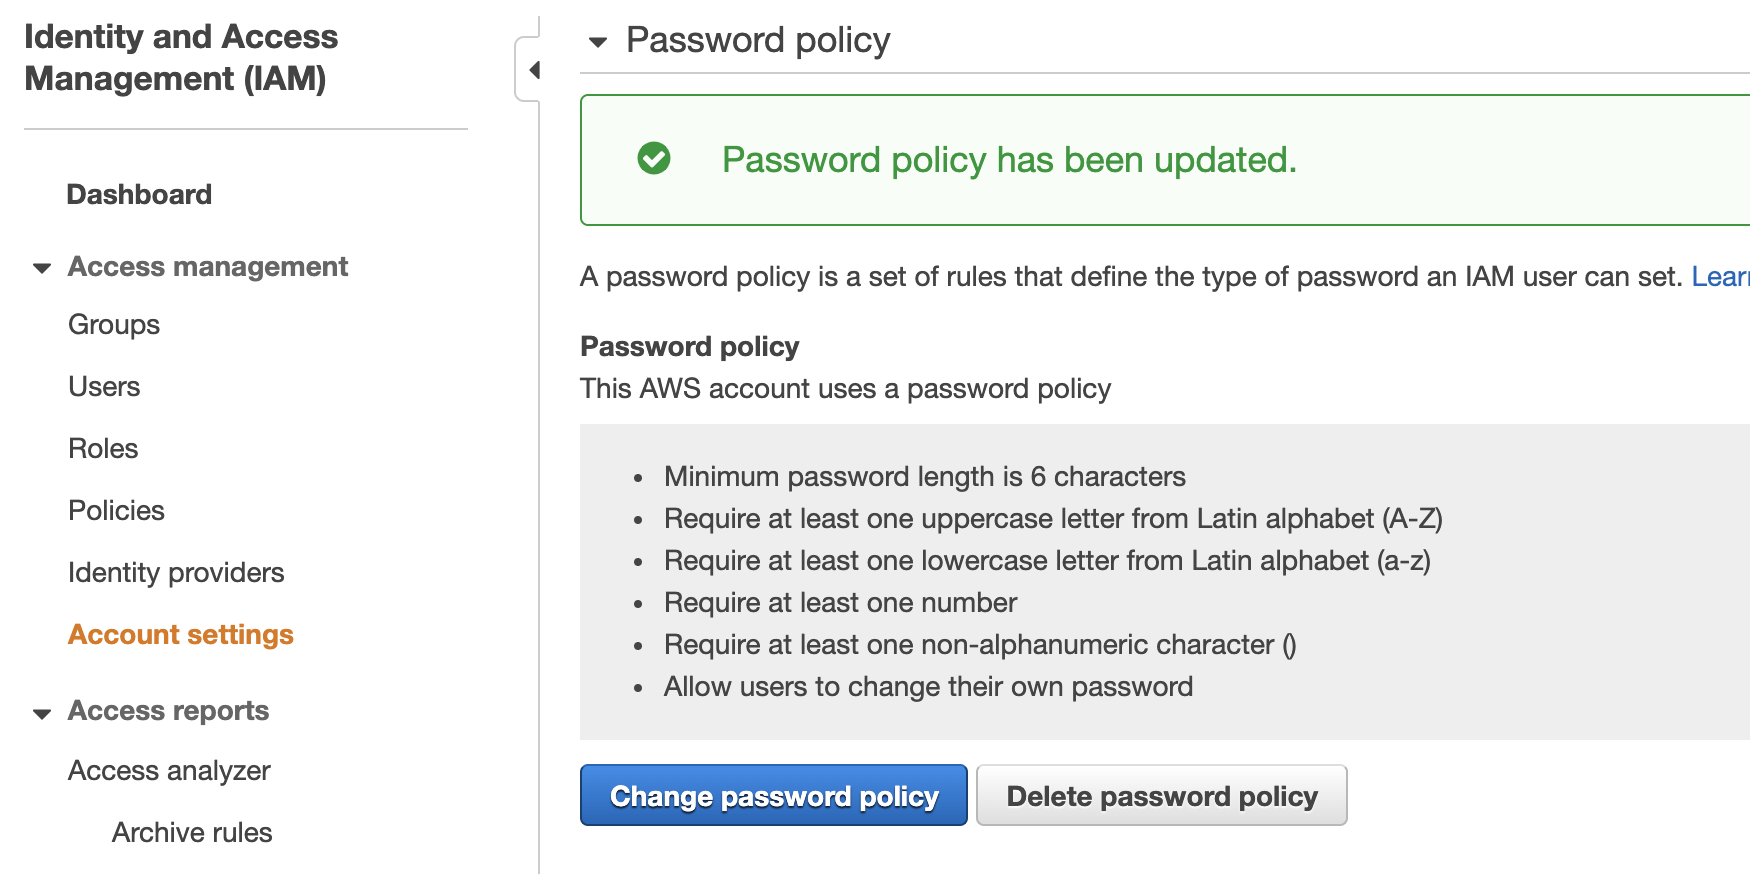 Identity and Access
Management (IAM)
Dashboard
Access management
Groups
Users
Roles
Policies
Identity providers
Account settings
Access reports
Access analyzer
Archive rules
Password policy
Password policy has been updated.
A password policy is a set of rules that define the type of password an IAM user can set.
Password policy
This AWS account uses a password policy
• Minimum password length is 6 characters
• Require at least one uppercase letter from Latin alphabet (A-Z)
• Require at least one lowercase letter from Latin alphabet (a-z)
• Require at least one number
• Require at least one non-alphanumeric character ()
• Allow users to change their own password
Change password policy
Delete password policy